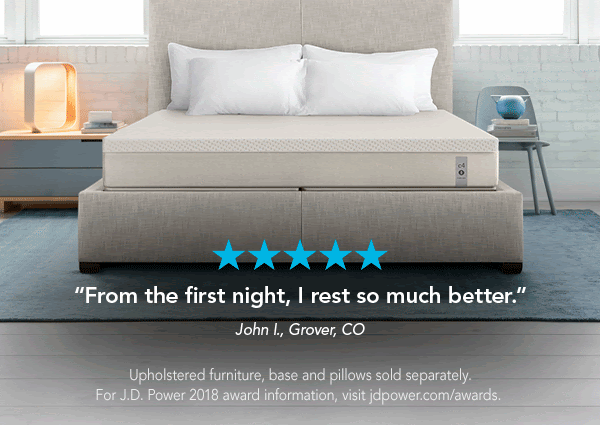 c4
“From the first night, I rest so much better.”
John I., Grover, CO
Upholstered furniture, base and pillows sold separately.
For J.D. Power 2018 award information, visit jdpower.com/awards.